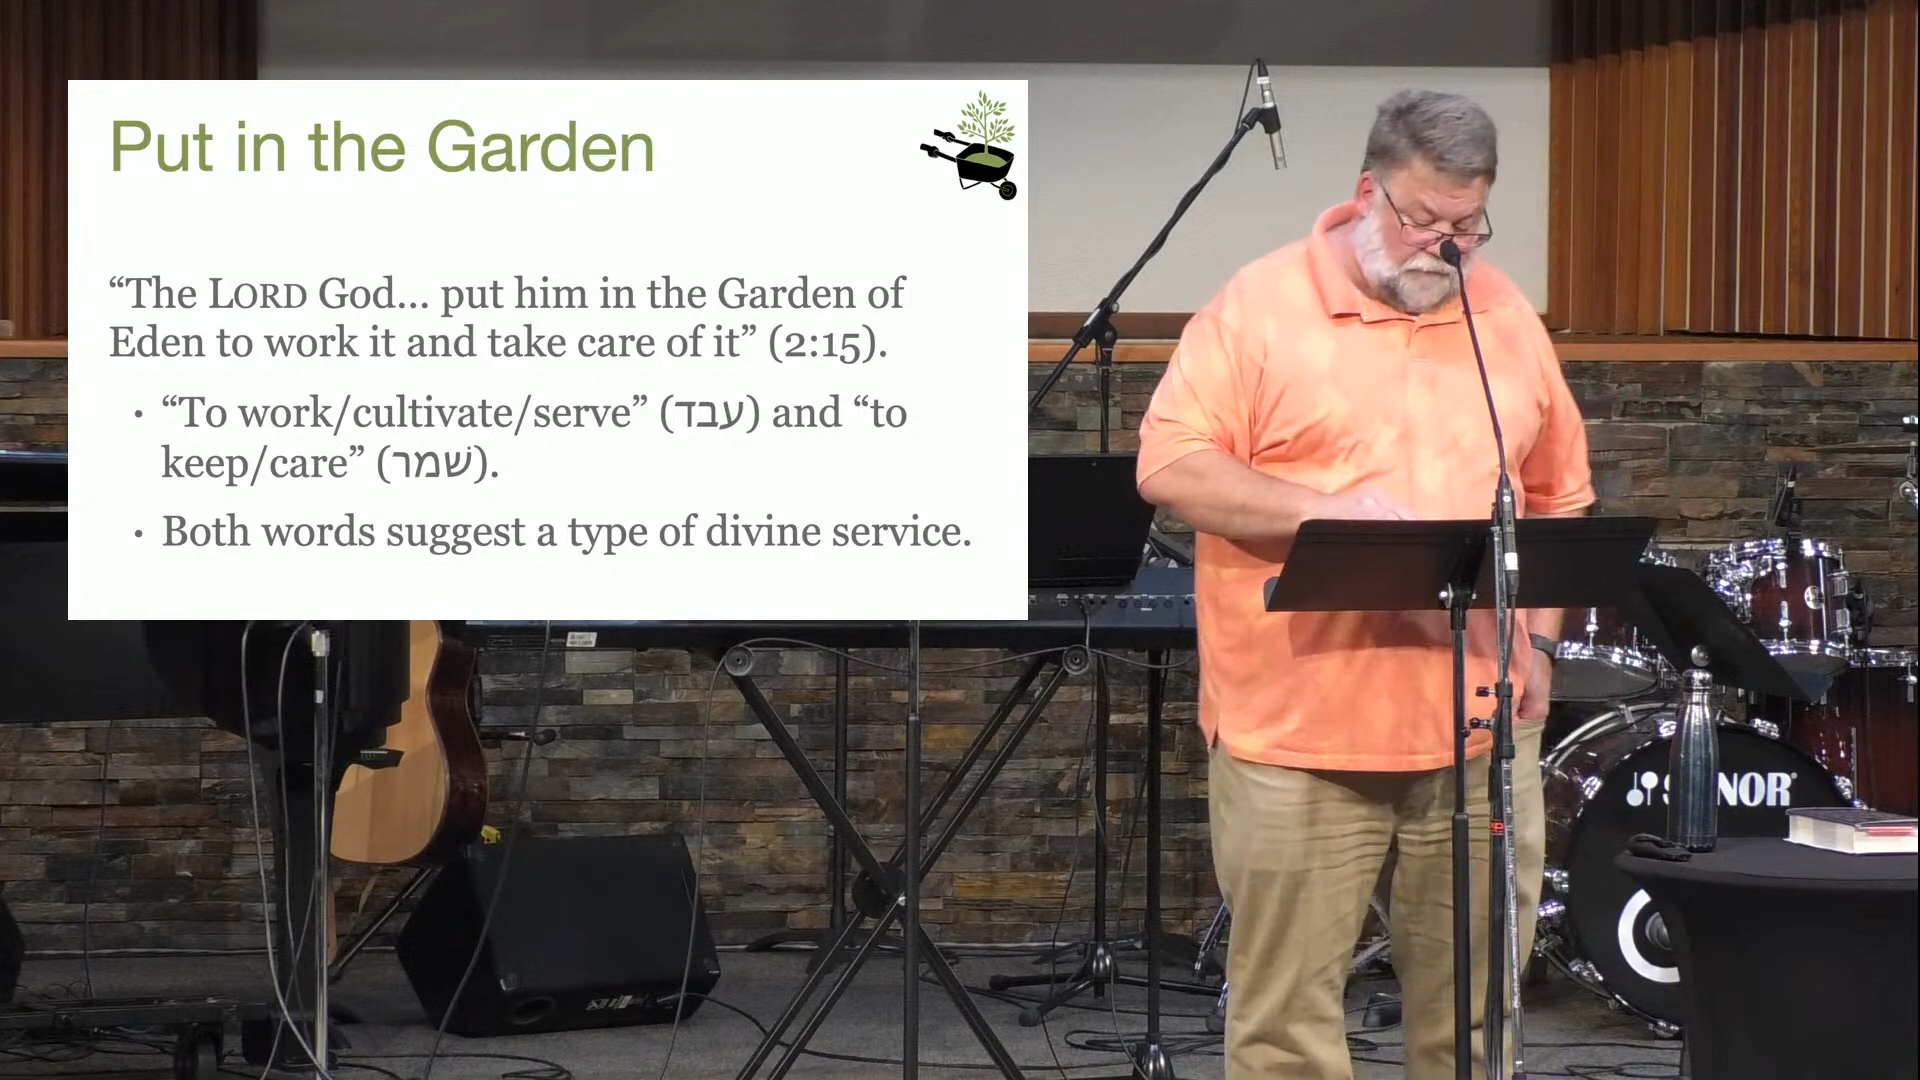 Put in the Garden
“The LORD God... put him in the Garden of
Eden to work it and take care of it” (2:15).
• “To work/cultivate/serve” (עבד) and “to
keep/care” (שׁמר).
• Both words suggest a type of divine service.